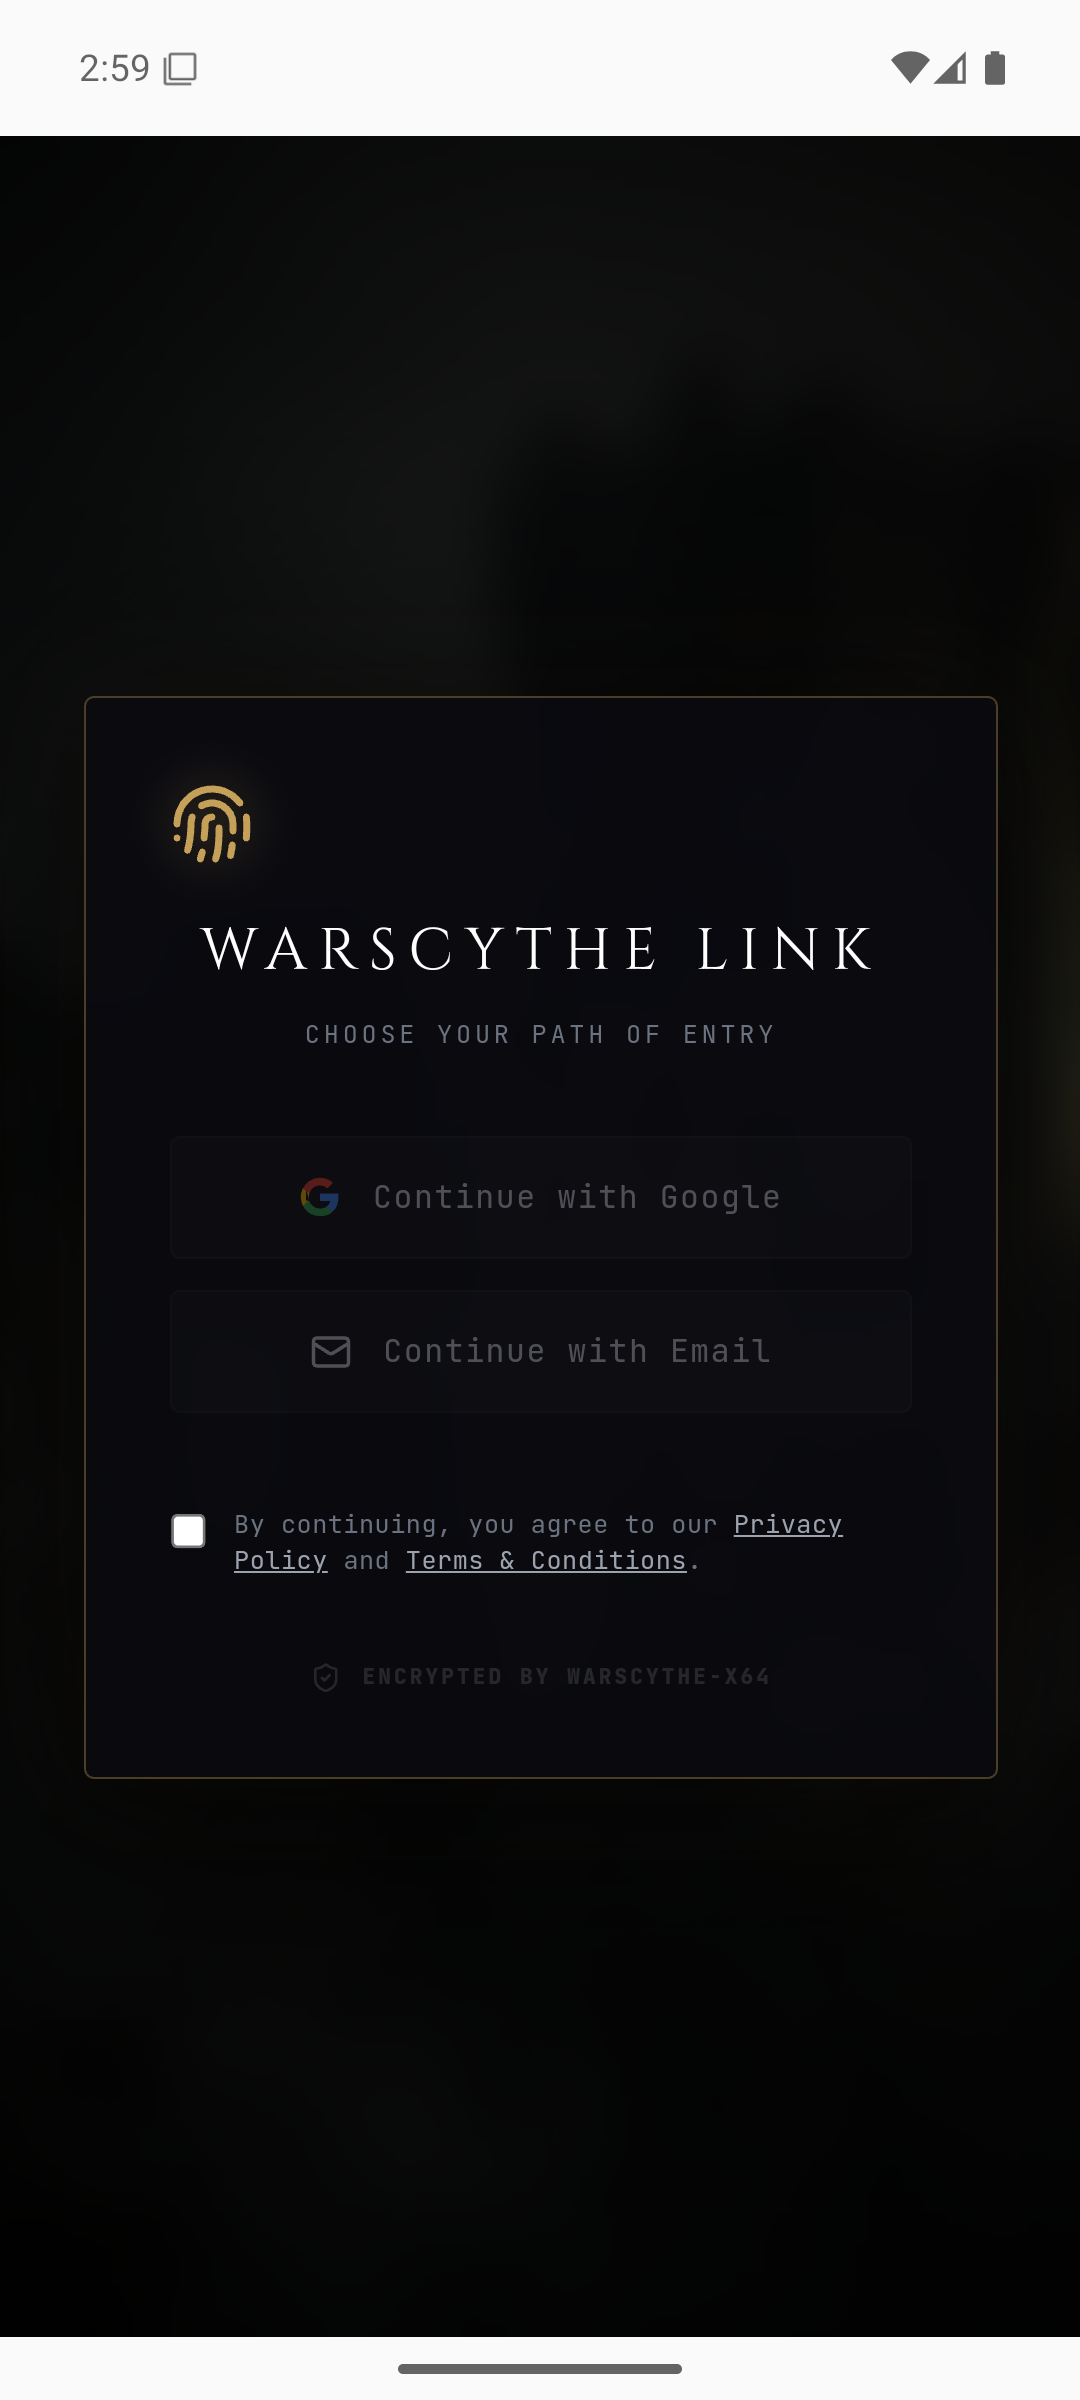 2:59
WARSCYTHE LINK
CHOOSE YOUR PATH OF ENTRY
Continue with Google
Continue with Email
By continuing, you agree to our Privacy
Policy and Terms & Conditions.
ENCRYPTED BY WARSCYTHE-X64